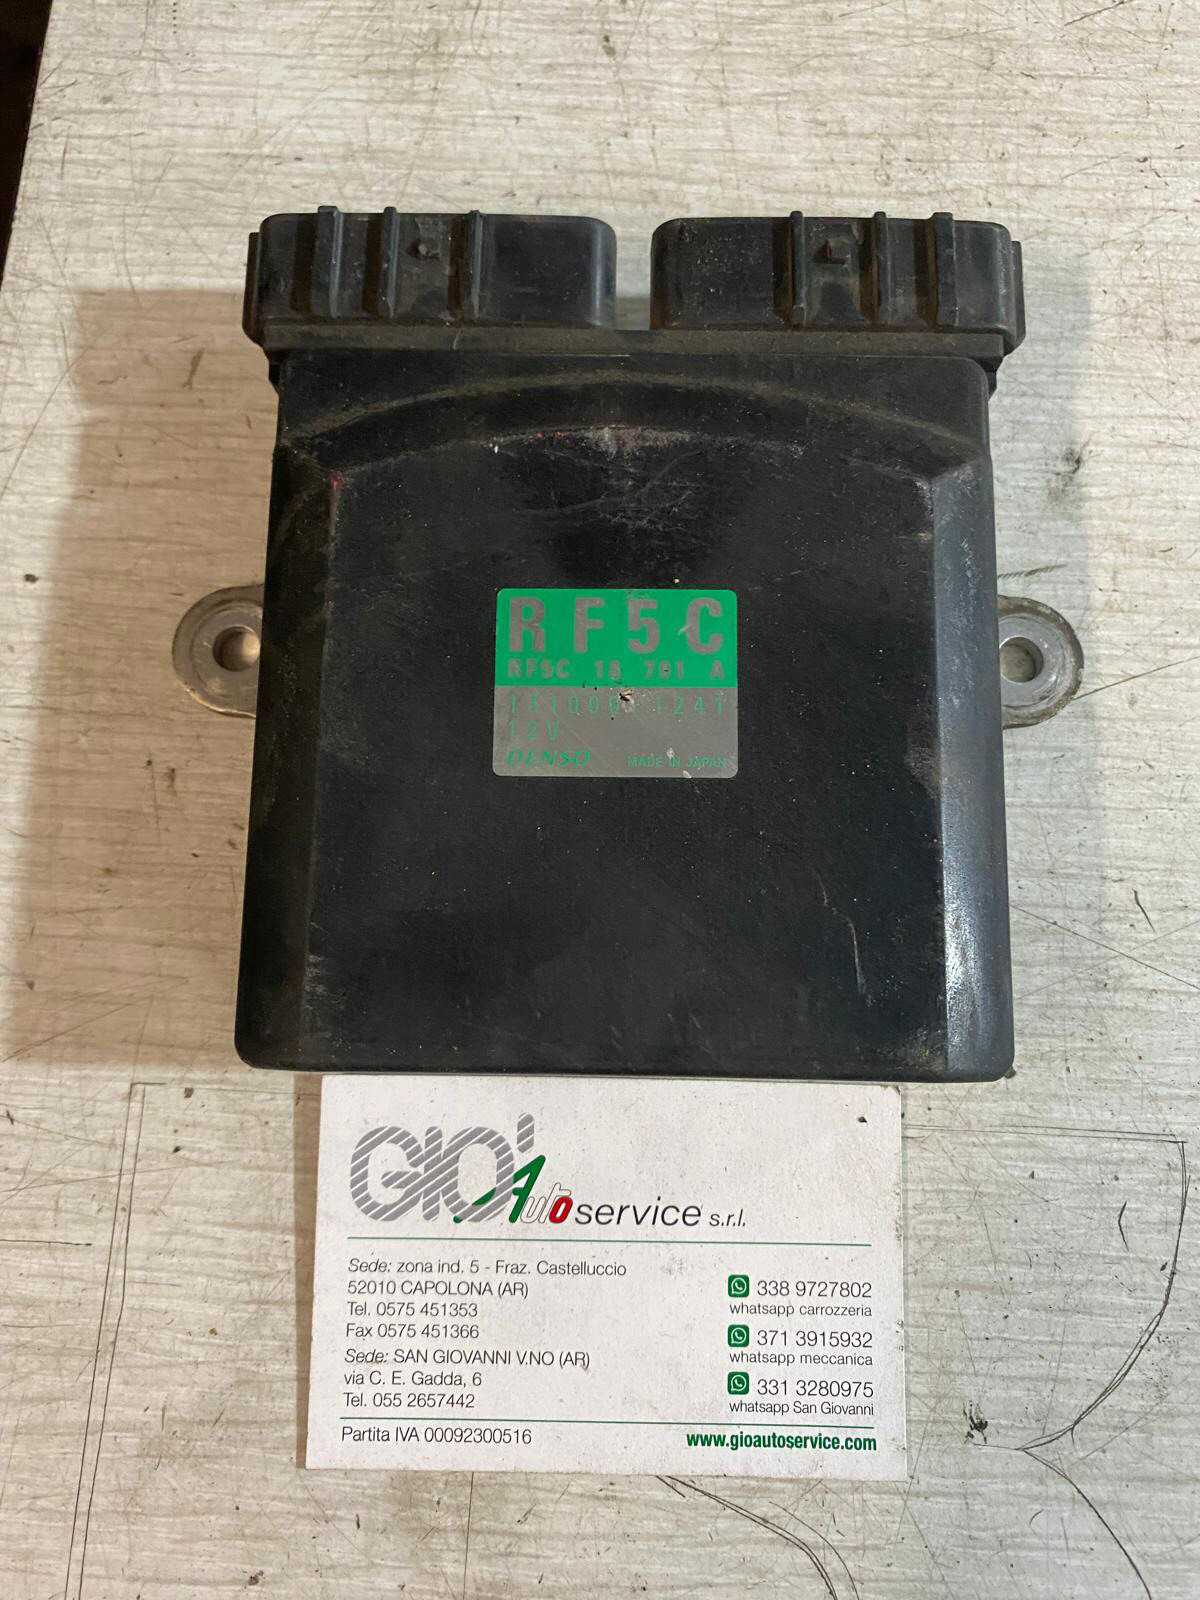 RF5C
RF5C 18 701 A
12V
DENSO MADE IN JAPAN
GIO' Autoservice s.r.l.
Sede: zona ind. 5 - Fraz. Castelluccio
52010 CAPOLONA (AR)
Tel. 0575 451353
Fax 0575 451366
Sede: SAN GIOVANNI V.NO (AR)
via C. E. Gadda, 6
Tel. 055 2657442
338 9727802
whatsapp carrozzeria
371 3915932
whatsapp meccanica
331 3280975
whatsapp San Giovanni
Partita IVA 00092300516
www.gioautoservice.com